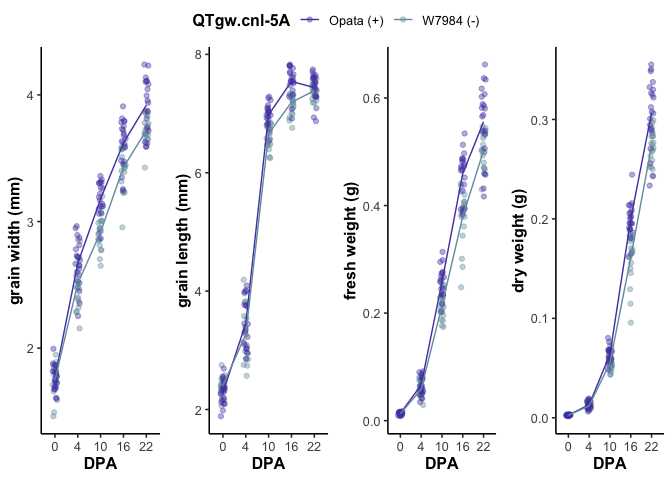 QTgw.cnl-5A Opata (+) W7984 (-)
grain width (mm)
4
3
2
0 4 10 16 22
DPA
grain length (mm)
8
6
4
2
0 4 10 16 22
DPA
fresh weight (g)
0.6
0.4
0.2
0.0
0 4 10 16 22
DPA
dry weight (g)
0.3
0.2
0.1
0.0
0 4 10 16 22
DPA